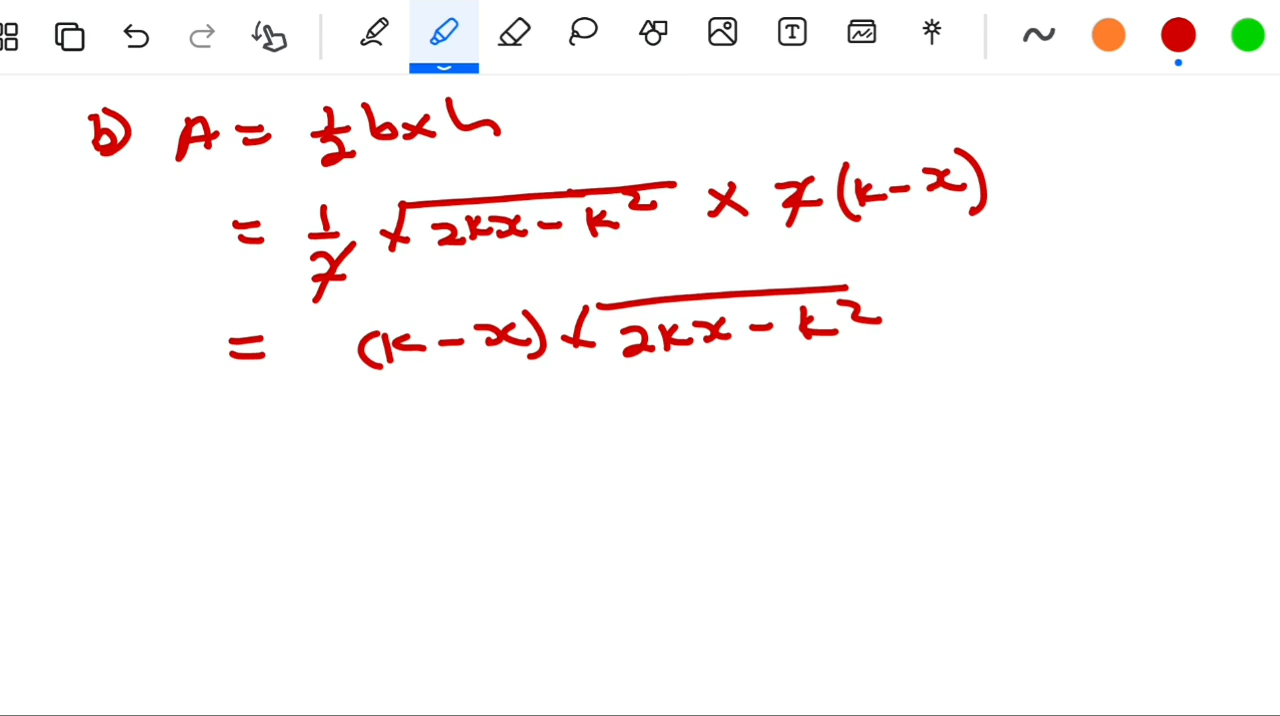 b) A = 1/2 b x h
= 1/2 √(2kx - k²) × 2(k - x)
= (k - x) √(2kx - k²)